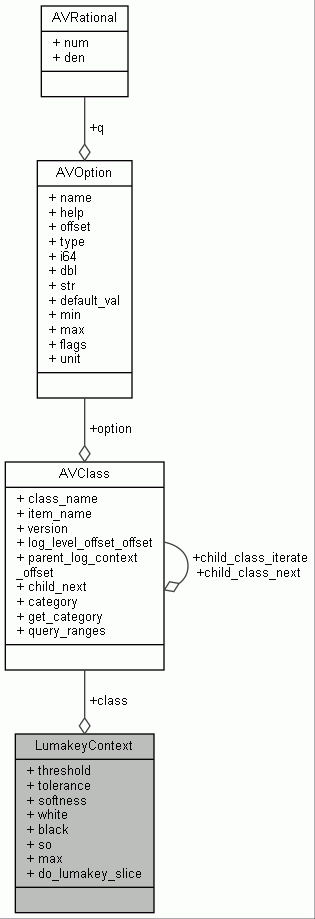 AVRational
+ num
+ den
+q
AVOption
+ name
+ help
+ offset
+ type
+ i64
+ dbl
+ str
+ default_val
+ min
+ max
+ flags
+ unit
+option
AVClass
+ class_name
+ item_name
+ version
+ log_level_offset_offset
+ parent_log_context
_offset
+ child_next
+ category
+ get_category
+ query_ranges
+child_class_iterate
+child_class_next
+class
LumakeyContext
+ threshold
+ tolerance
+ softness
+ white
+ black
+ so
+ max
+ do_lumakey_slice